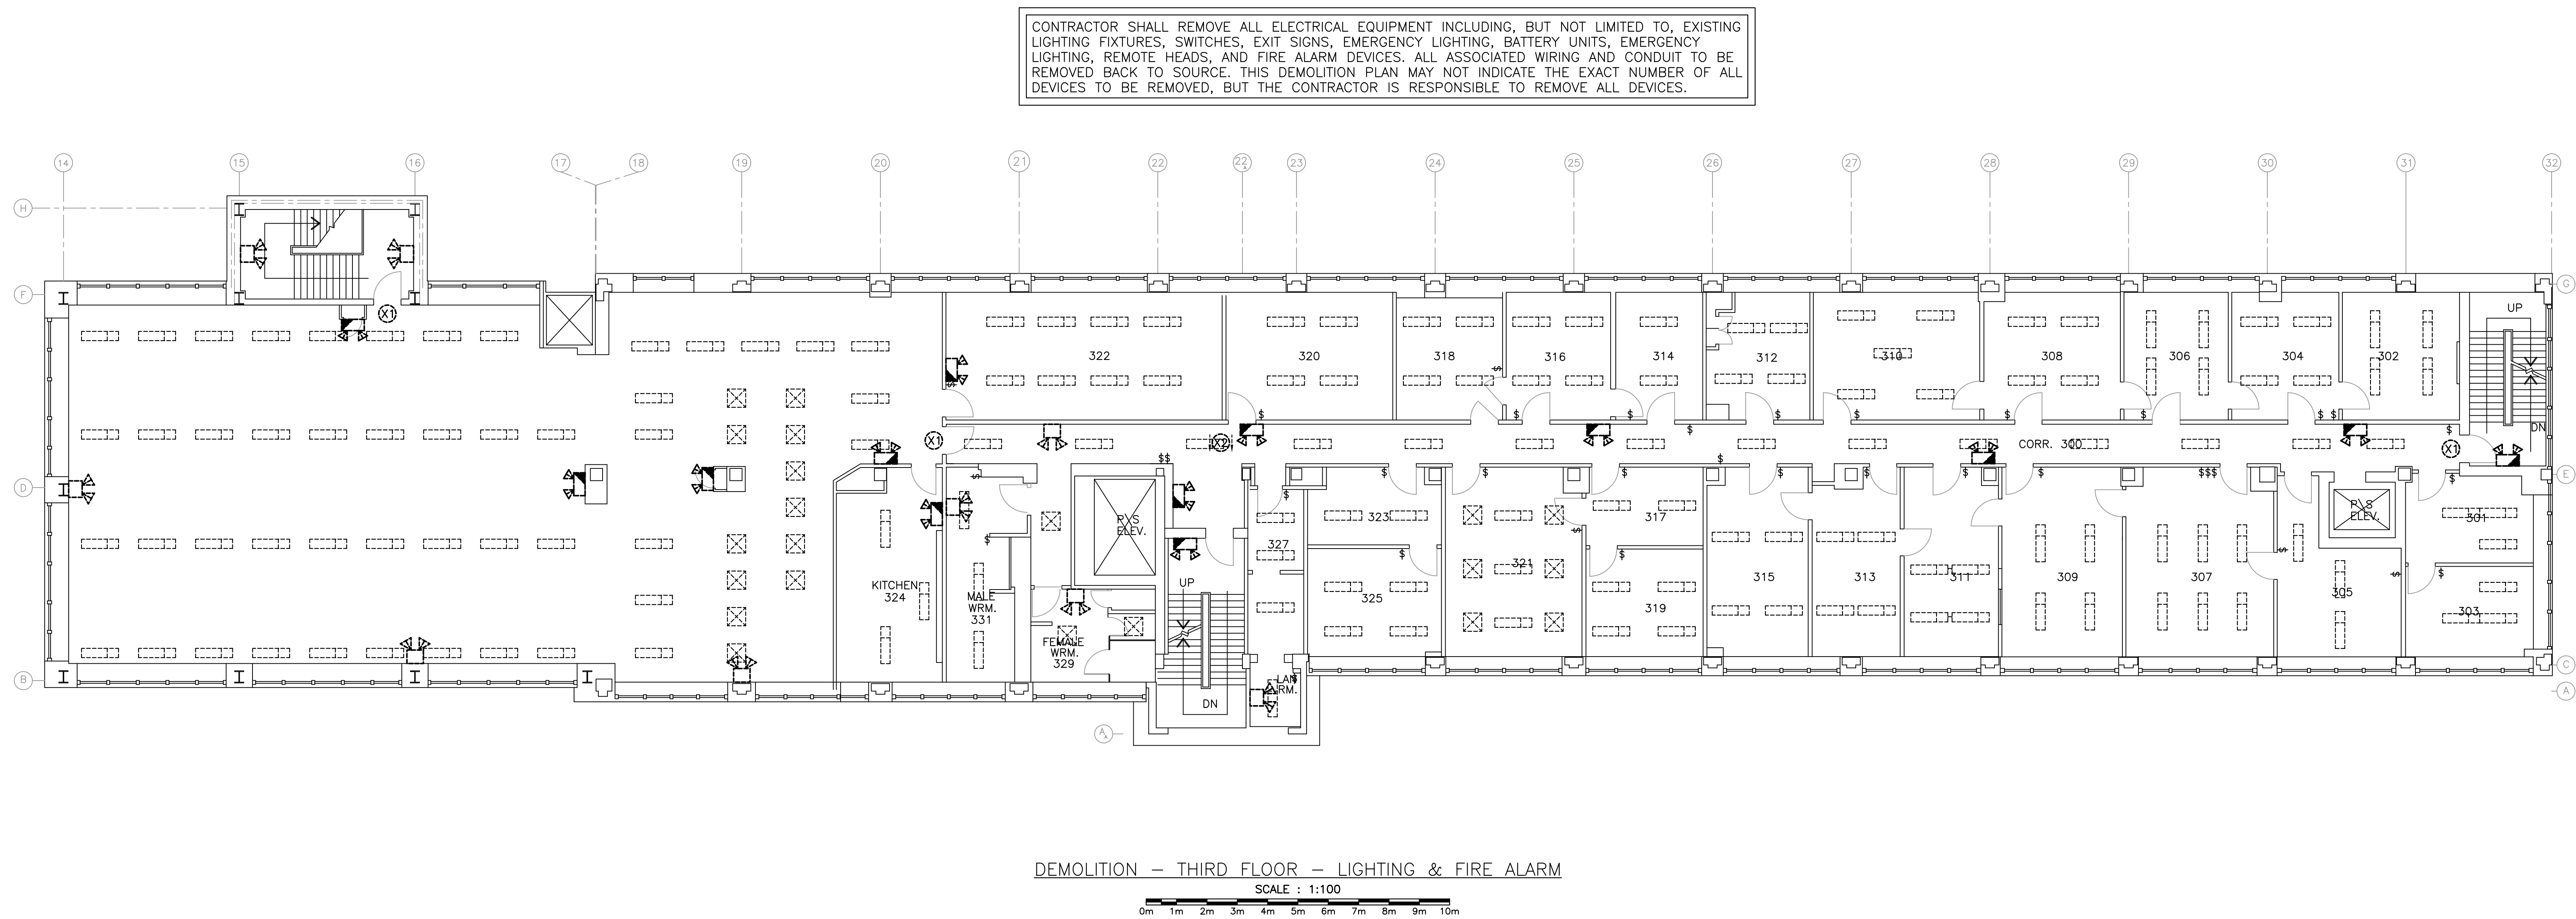 CONTRACTOR SHALL REMOVE ALL ELECTRICAL EQUIPMENT INCLUDING, BUT NOT LIMITED TO, EXISTING
LIGHTING FIXTURES, SWITCHES, EXIT SIGNS, EMERGENCY LIGHTING, BATTERY UNITS, EMERGENCY
LIGHTING, REMOTE HEADS, AND FIRE ALARM DEVICES. ALL ASSOCIATED WIRING AND CONDUIT TO BE
REMOVED BACK TO SOURCE. THIS DEMOLITION PLAN MAY NOT INDICATE THE EXACT NUMBER OF ALL
DEVICES TO BE REMOVED, BUT THE CONTRACTOR IS RESPONSIBLE TO REMOVE ALL DEVICES.
14 15 16 17 18 19 20 21 22 22A 23 24 25 26 27 28 29 30 31 32
H
F
G
UP
X1
322 320 318 316 314 312 310 308 306 304 302
$ $ $ $ $ $ $ $ $ $ $ $
DN
X1 X2 CORR. 300 X1
$ $
$$
D
E
$ $ $ $ $ $ $ $$$ $
$
323 317 301
P/S
ELEV.
P/S
ELEV.
$ $ $
327 321
$ $ $ $ $
KITCHEN
324
UP
315 313 311 309 307 305 303
MALE
WRM.
331
325 319
FEMALE
WRM.
329
B
C
LAN
RM.
$
A
DN
AA
DEMOLITION – THIRD FLOOR – LIGHTING & FIRE ALARM
SCALE : 1:100
0m 1m 2m 3m 4m 5m 6m 7m 8m 9m 10m